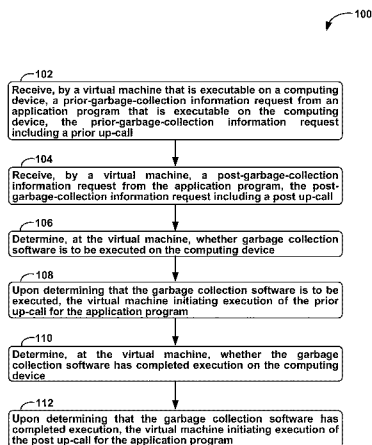 100
102
Receive, by a virtual machine that is executable on a computing
device, a prior-garbage-collection information request from an
application program that is executable on the computing
device, the prior-garbage-collection information request
including a prior up-call
104
Receive, by a virtual machine, a post-garbage-collection
information request from the application program, the post-
garbage-collection information request including a post up-call
106
Determine, at the virtual machine, whether garbage collection
software is to be executed on the computing device
108
Upon determining that the garbage collection software is to be
executed, the virtual machine initiating execution of the prior
up-call for the application program
110
Determine, at the virtual machine, whether the garbage
collection software has completed execution on the computing
device
112
Upon determining that the garbage collection software has
completed execution, the virtual machine initiating execution of
the post up-call for the application program